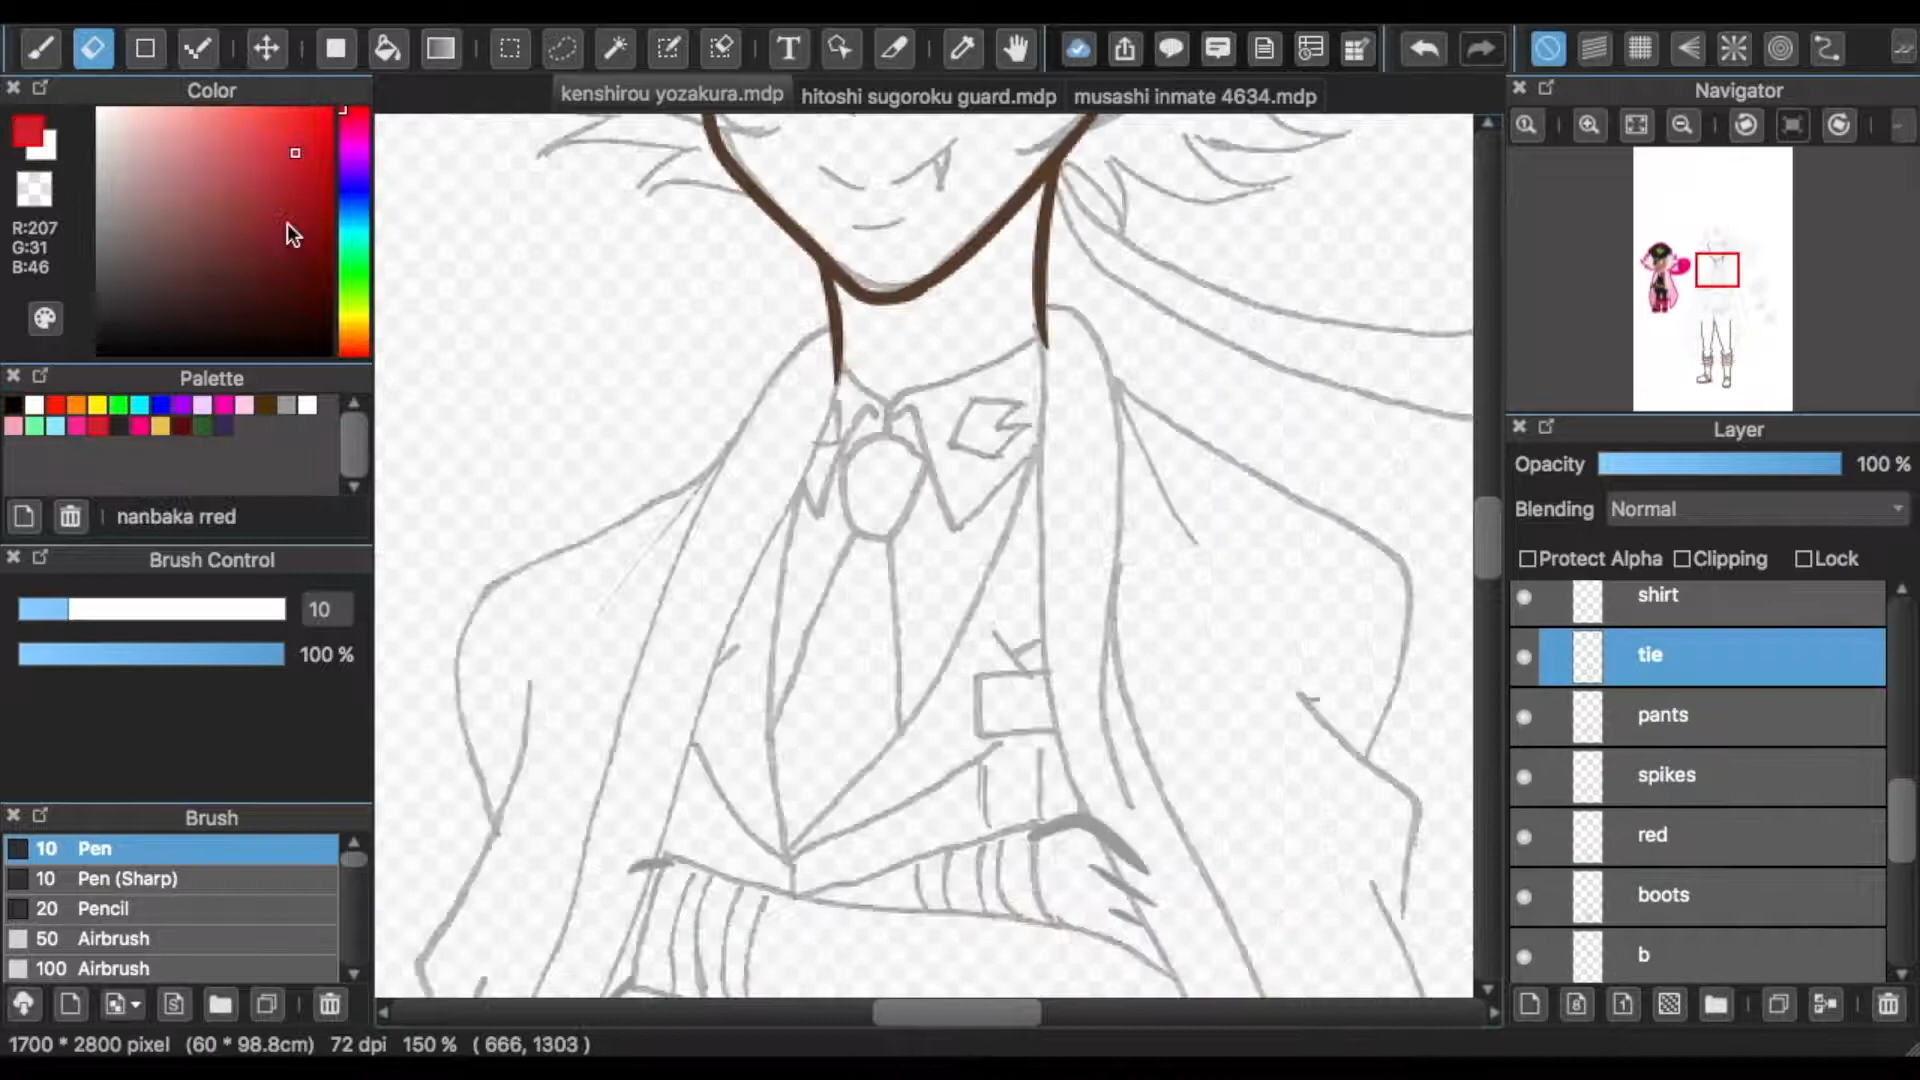 T
kenshirou yozakura.mdp
hitoshi sugoroku guard.mdp
musashi inmate 4634.mdp
Color
R:207
G:31
B:46
Palette
nanbaka rred
Brush Control
10
100 %
Brush
10 Pen
10 Pen (Sharp)
20 Pencil
50 Airbrush
100 Airbrush
1700 * 2800 pixel (60 * 98.8cm) 72 dpi 150 % ( 666, 1303 )
Navigator
Layer
Opacity 100 %
Blending Normal
Protect Alpha Clipping Lock
shirt
tie
pants
spikes
red
boots
b